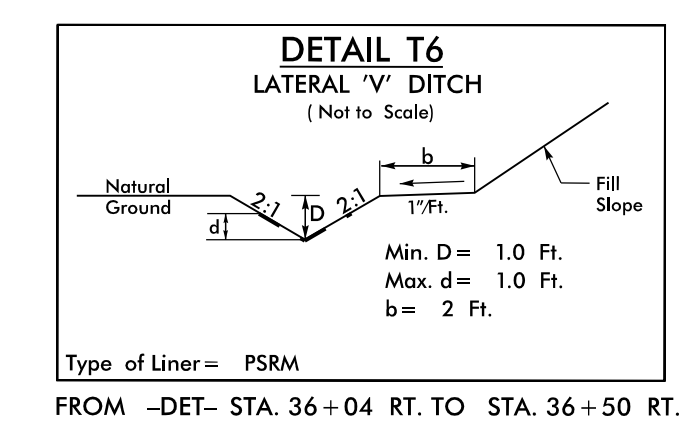 DETAIL T6
LATERAL 'V' DITCH
( Not to Scale)
b
Natural
Ground
2:1
D
2:1
1"/Ft.
Fill
Slope
d
Min. D= 1.0 Ft.
Max. d= 1.0 Ft.
b= 2 Ft.
Type of Liner= PSRM
FROM -DET- STA. 36+04 RT. TO STA. 36+50 RT.